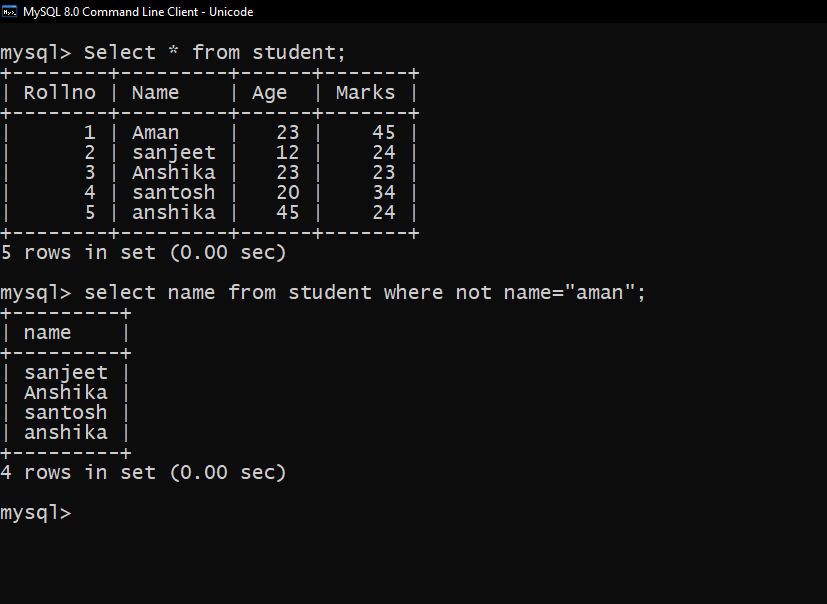 MySQL 8.0 Command Line Client - Unicode
mysql> Select * from student;
+--------+----------+------+-------+
| Rollno | Name     | Age  | Marks |
+--------+----------+------+-------+
|      1 | Aman     |   23 |    45 |
|      2 | sanjeet  |   12 |    24 |
|      3 | Anshika  |   23 |    23 |
|      4 | santosh  |   20 |    34 |
|      5 | anshika  |   45 |    24 |
+--------+----------+------+-------+
5 rows in set (0.00 sec)
mysql> select name from student where not name="aman";
+---------+
| name    |
+---------+
| sanjeet |
| Anshika |
| santosh |
| anshika |
+---------+
4 rows in set (0.00 sec)
mysql>